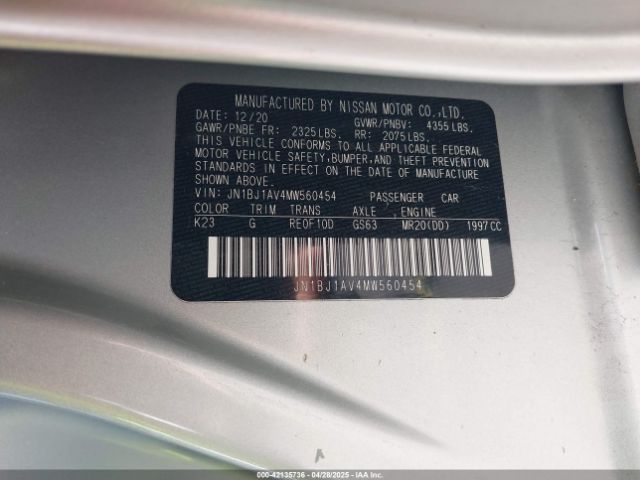 MANUFACTURED BY NISSAN MOTOR CO.,LTD.
DATE: 12/20 GVWR/PNBV: 4355 LBS.
GAWR/PNBE FR: 2325 LBS. RR: 2075 LBS.
THIS VEHICLE CONFORMS TO ALL APPLICABLE FEDERAL
MOTOR VEHICLE SAFETY, BUMPER, AND THEFT PREVENTION
STANDARDS IN EFFECT ON THE DATE OF MANUFACTURE
SHOWN ABOVE.
VIN: JN1BJ1AV4MW560454 PASSENGER CAR
COLOR TRIM TRANS AXLE , ENGINE
K23 G RE0F10D GS63 MR20(DD) 1997CC
JN1BJ1AV4MW560454
000-42135736 04/28/2025 IAA Inc.